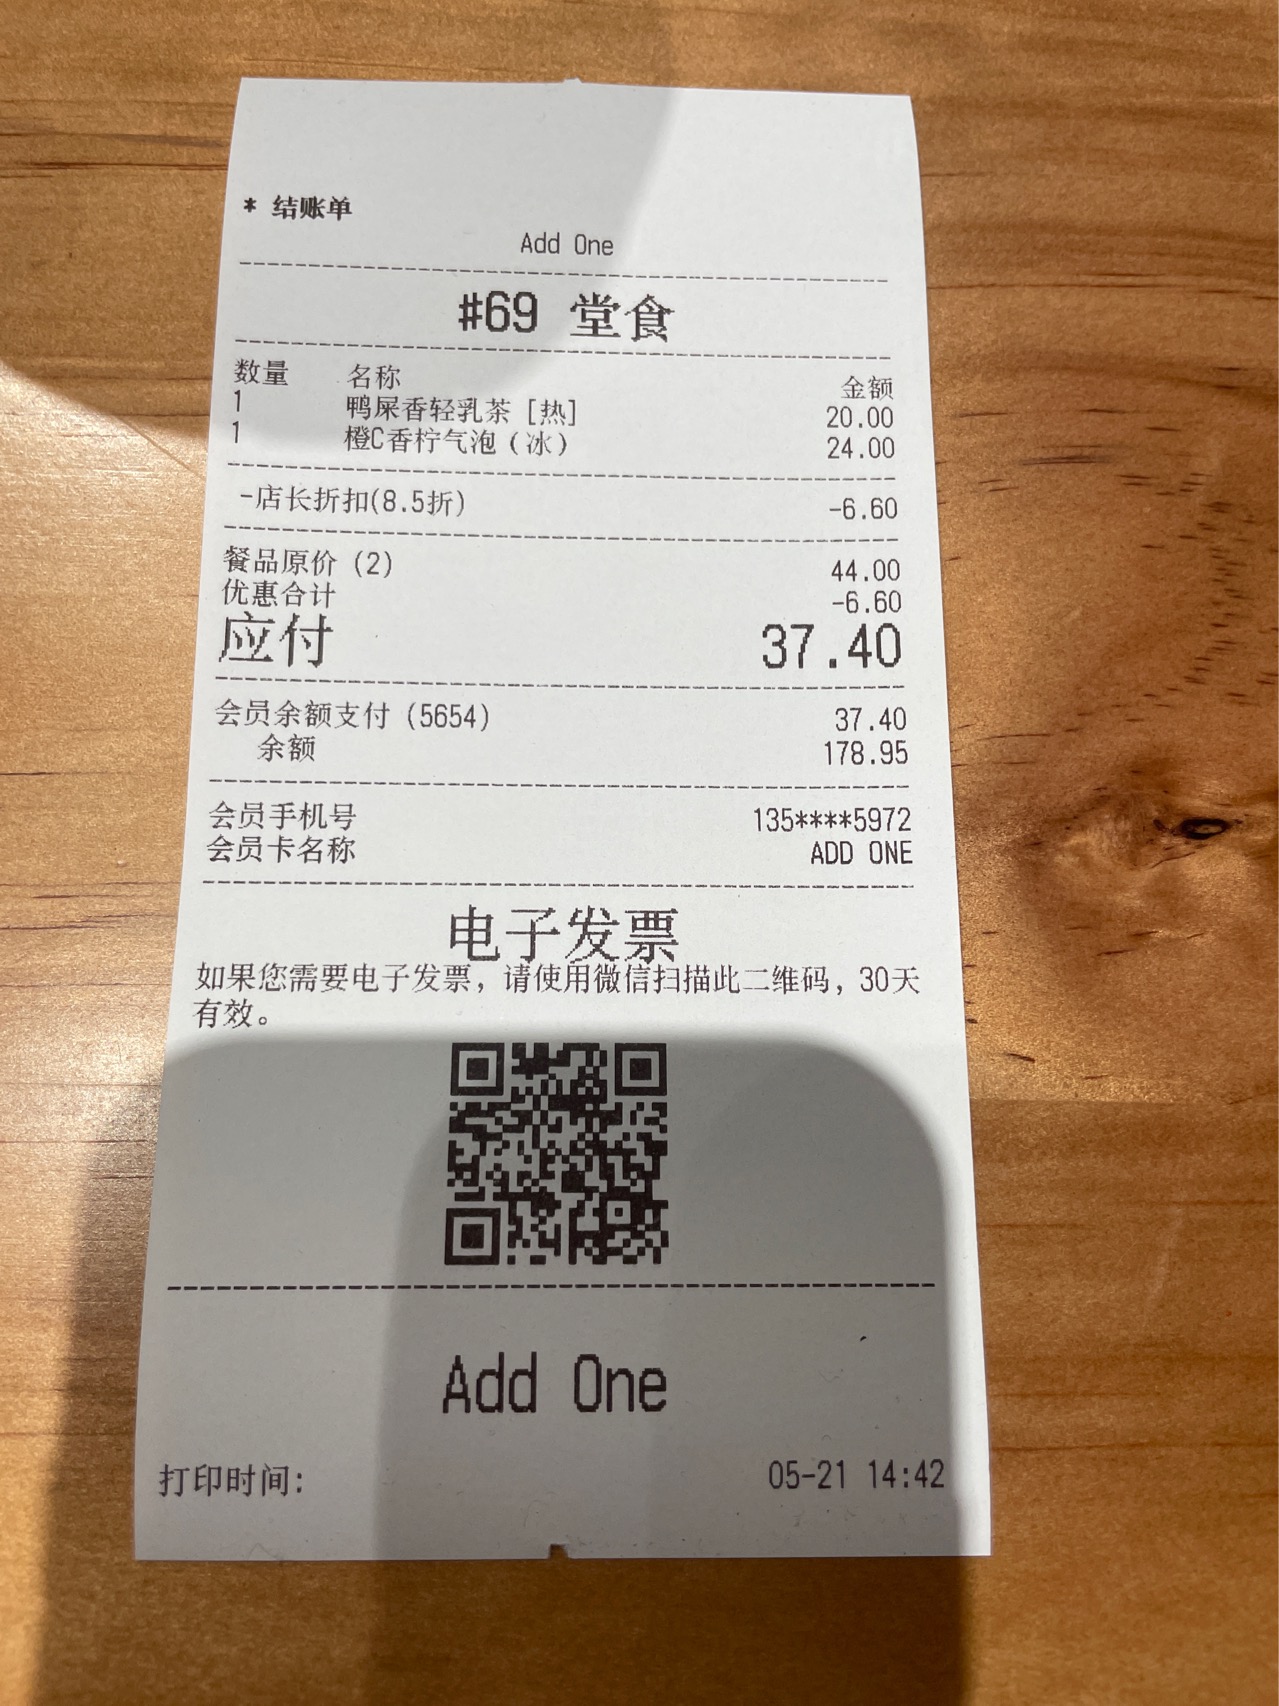 * 结账单
Add One
#69 堂食
数量 名称 金额
1 鸭屎香轻乳茶 [热] 20.00
1 橙C香柠气泡（冰） 24.00
-店长折扣(8.5折) -6.60
餐品原价 (2) 44.00
优惠合计 -6.60
应付 37.40
会员余额支付 (5654) 37.40
余额 178.95
会员手机号 135****5972
会员卡名称 ADD ONE
电子发票
如果您需要电子发票，请使用微信扫描此二维码，30天
有效。
Add One
打印时间: 05-21 14:42